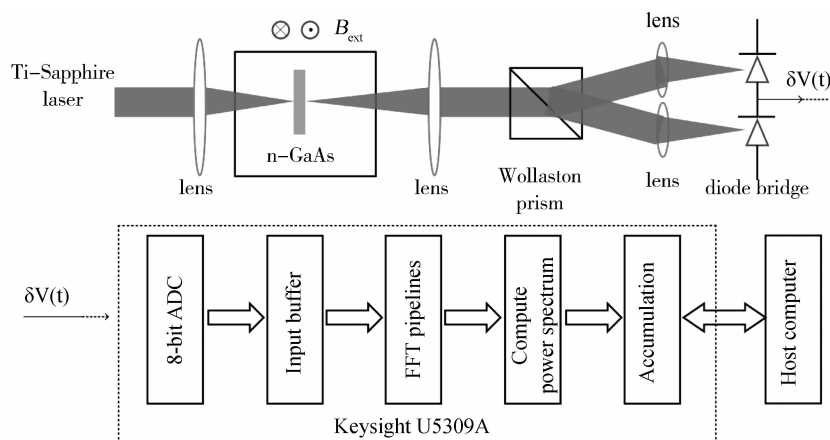 B_ext
lens
Ti-Sapphire
laser
δV(t)
n-GaAs
lens
lens
Wollaston
prism
lens
diode bridge
δV(t)
8-bit ADC
Input buffer
FFT pipelines
Compute
power spectrum
Accumulation
Host computer
Keysight U5309A